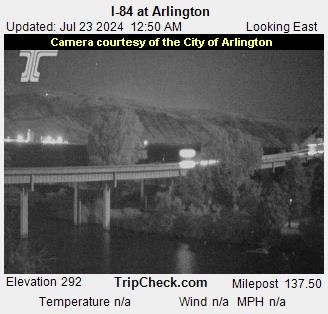 I-84 at Arlington
Updated: Jul 23 2024 12:50 AM Looking East
Camera courtesy of the City of Arlington
Elevation 292 TripCheck.com Milepost 137.50
Temperature n/a Wind n/a MPH n/a